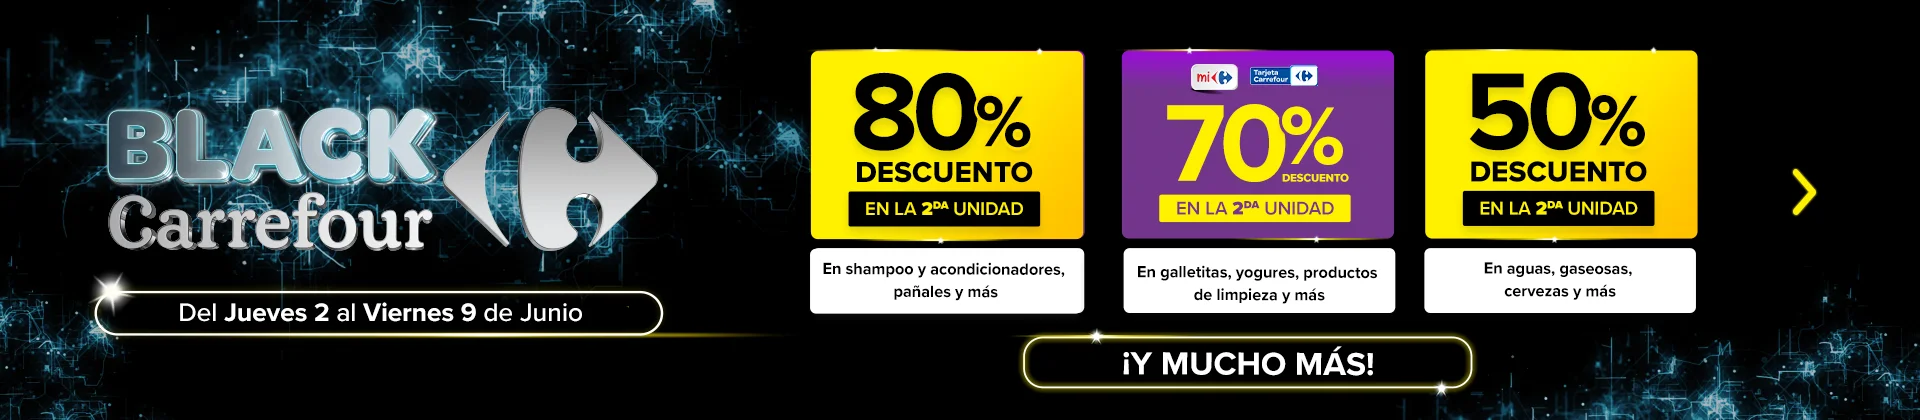 BLACK
Carrefour
Del Jueves 2 al Viernes 9 de Junio
80%
DESCUENTO
EN LA 2DA UNIDAD
En shampoo y acondicionadores,
pañales y más
mi
Tarjeta
Carrefour
70%
DESCUENTO
EN LA 2DA UNIDAD
En galletitas, yogures, productos
de limpieza y más
50%
DESCUENTO
EN LA 2DA UNIDAD
En aguas, gaseosas,
cervezas y más
¡Y MUCHO MÁS!